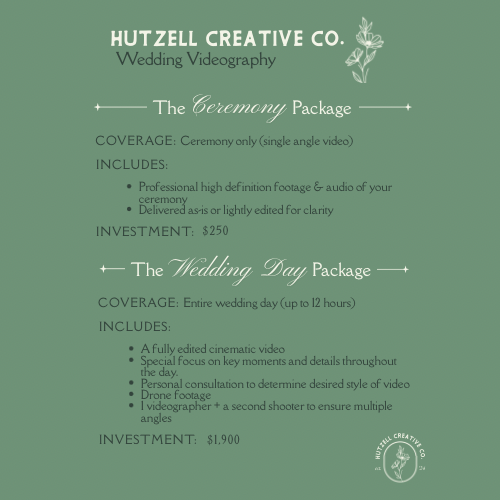 HUTZELL CREATIVE CO.
Wedding Videography
The Ceremony Package
COVERAGE: Ceremony only (single angle video)
INCLUDES:
• Professional high definition footage & audio of your
ceremony
• Delivered as-is or lightly edited for clarity
INVESTMENT: $250
The Wedding Day Package
COVERAGE: Entire wedding day (up to 12 hours)
INCLUDES:
• A fully edited cinematic video
• Special focus on key moments and details throughout
the day.
• Personal consultation to determine desired style of video
• Drone footage
• 1 videographer + a second shooter to ensure multiple
angles
INVESTMENT: $1,900
HUTZELL CREATIVE CO.